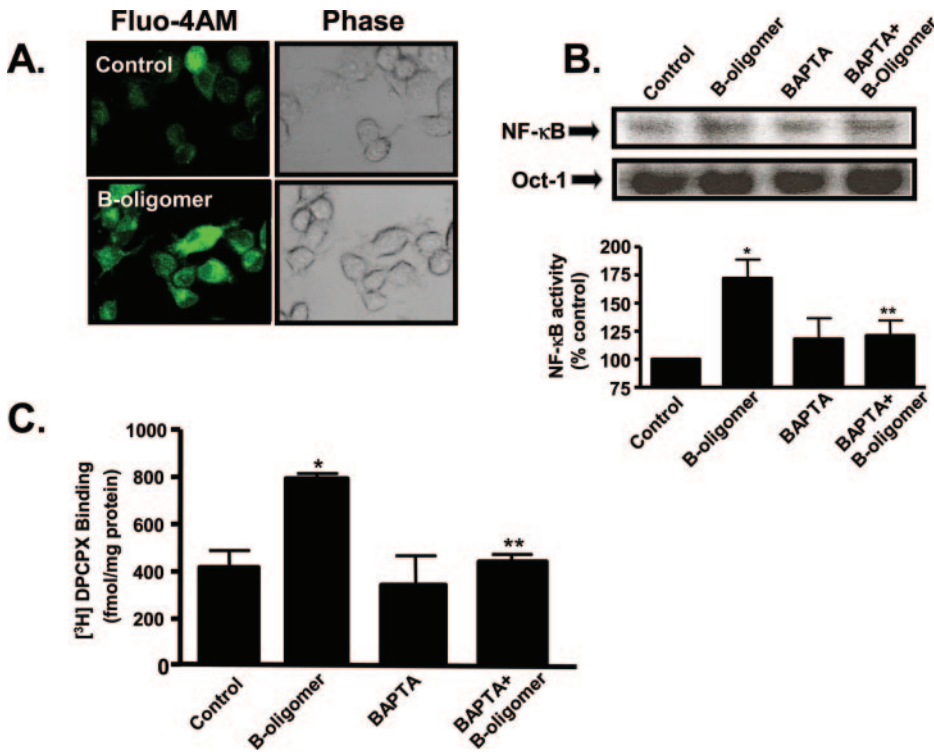 A.
Fluo-4AM
Phase
Control
B-oligomer
B.
Control
B-oligomer
BAPTA
BAPTA+
B-Oligomer
NF-κB
Oct-1
NF-κB activity
(% control)
200
175
150
125
100
75
*
**
Control
B-oligomer
BAPTA
BAPTA+
B-Oligomer
C.
[³H] DPCPX Binding
(fmol/mg protein)
1000
800
600
400
200
0
*
**
Control
B-oligomer
BAPTA
BAPTA+
B-oligomer